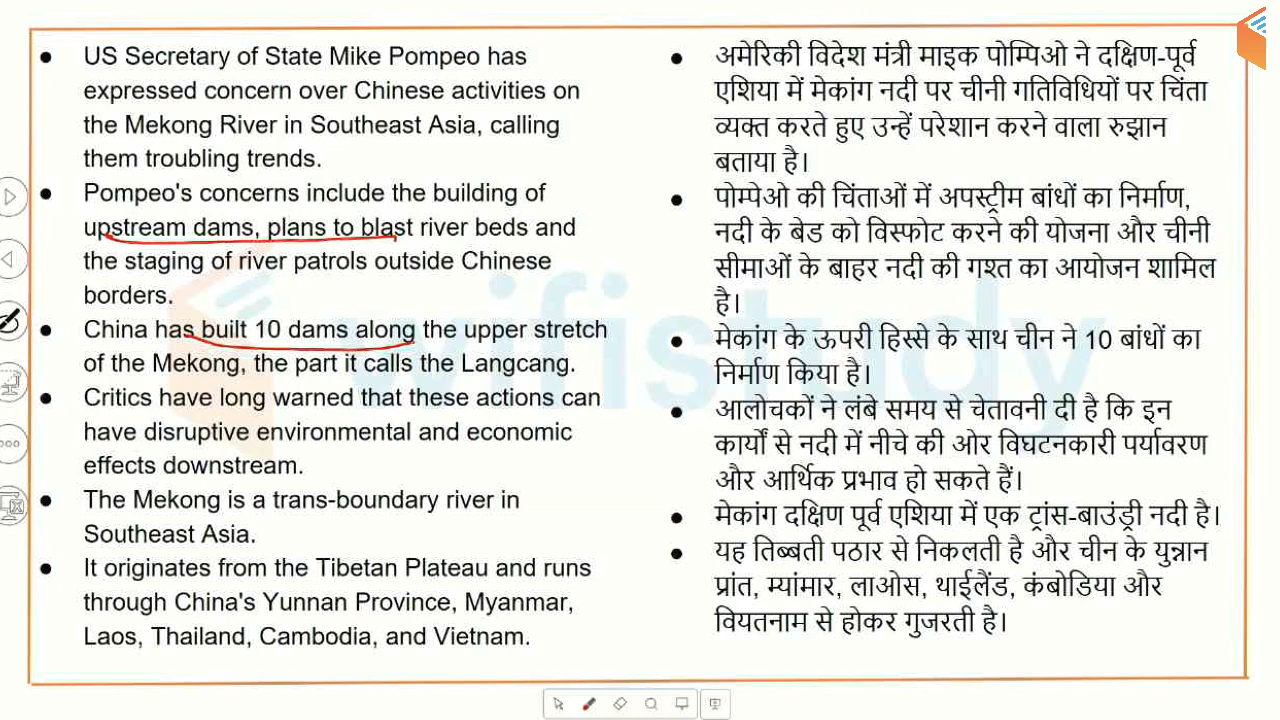 ● US Secretary of State Mike Pompeo has
expressed concern over Chinese activities on
the Mekong River in Southeast Asia, calling
them troubling trends.
● Pompeo's concerns include the building of
upstream dams, plans to blast river beds and
the staging of river patrols outside Chinese
borders.
● China has built 10 dams along the upper stretch
of the Mekong, the part it calls the Langcang.
● Critics have long warned that these actions can
have disruptive environmental and economic
effects downstream.
● The Mekong is a trans-boundary river in
Southeast Asia.
● It originates from the Tibetan Plateau and runs
through China's Yunnan Province, Myanmar,
Laos, Thailand, Cambodia, and Vietnam.
● अमेरिकी विदेश मंत्री माइक पोम्पिओ ने दक्षिण-पूर्व
एशिया में मेकांग नदी पर चीनी गतिविधियों पर चिंता
व्यक्त करते हुए उन्हें परेशान करने वाला रुझान
बताया है।
● पोम्पेओ की चिंताओं में अपस्ट्रीम बांधों का निर्माण,
नदी के बेड को विस्फोट करने की योजना और चीनी
सीमाओं के बाहर नदी की गश्त का आयोजन शामिल
है।
● मेकांग के ऊपरी हिस्से के साथ चीन ने 10 बांधों का
निर्माण किया है।
● आलोचकों ने लंबे समय से चेतावनी दी है कि इन
कार्यों से नदी में नीचे की ओर विघटनकारी पर्यावरण
और आर्थिक प्रभाव हो सकते हैं।
● मेकांग दक्षिण पूर्व एशिया में एक ट्रांस-बाउंड्री नदी है।
● यह तिब्बती पठार से निकलती है और चीन के युन्नान
प्रांत, म्यांमार, लाओस, थाईलैंड, कंबोडिया और
वियतनाम से होकर गुजरती है।
wifistudy